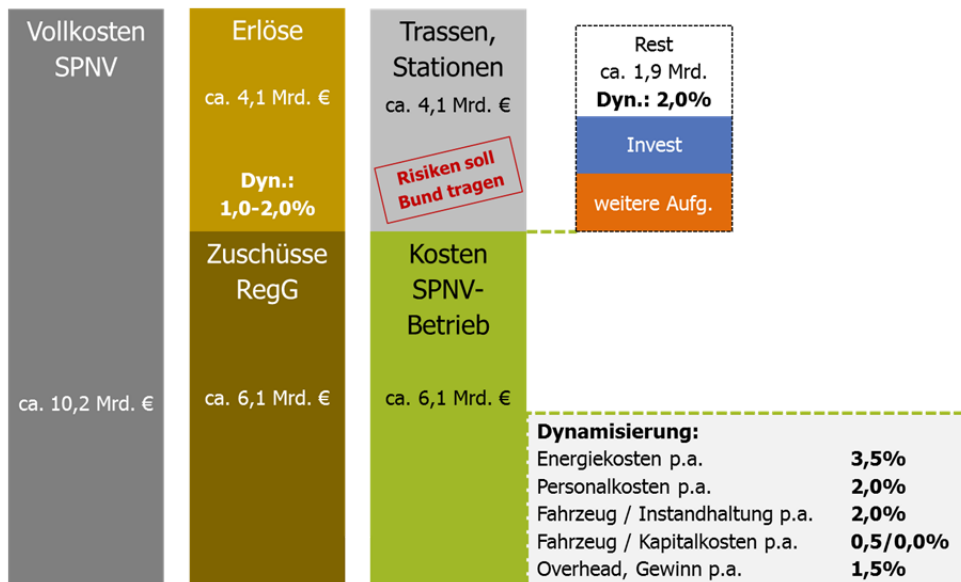 Vollkosten
SPNV
ca. 10,2 Mrd. €
Erlöse
ca. 4,1 Mrd. €
Dyn.:
1,0-2,0%
Zuschüsse
RegG
ca. 6,1 Mrd. €
Trassen,
Stationen
ca. 4,1 Mrd. €
Risiken soll
Bund tragen
Kosten
SPNV-
Betrieb
ca. 6,1 Mrd. €
Rest
ca. 1,9 Mrd.
Dyn.: 2,0%
Invest
weitere Aufg.
Dynamisierung:
Energiekosten p.a. 3,5%
Personalkosten p.a. 2,0%
Fahrzeug / Instandhaltung p.a. 2,0%
Fahrzeug / Kapitalkosten p.a. 0,5/0,0%
Overhead, Gewinn p.a. 1,5%